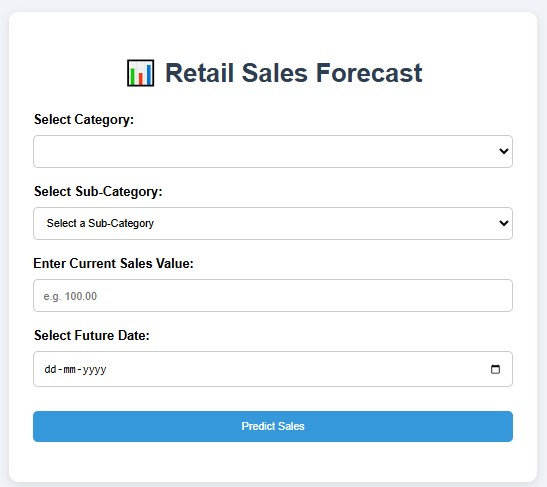 Retail Sales Forecast
Select Category:
Select Sub-Category:
Select a Sub-Category
Enter Current Sales Value:
e.g. 100.00
Select Future Date:
dd-mm-yyyy
Predict Sales